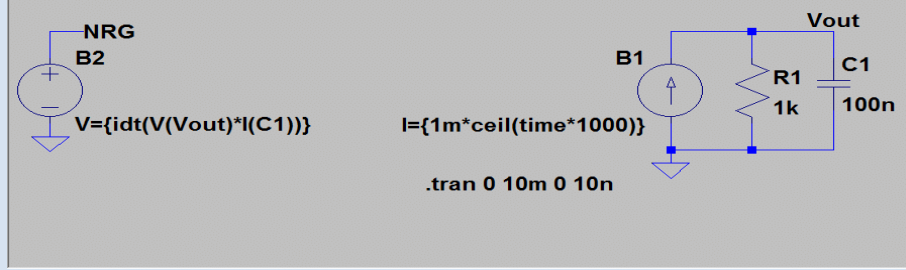 NRG
B2
V={idt(V(Vout)*I(C1))}
Vout
B1
R1
1k
C1
100n
I={1m*ceil(time*1000)}
.tran 0 10m 0 10n